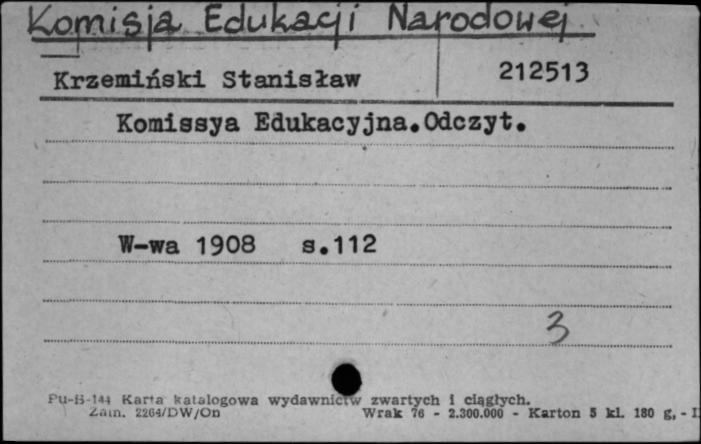 Komisja Edukacji Narodowej
Krzemiński Stanisław 212513
Komissya Edukacyjna.Odczyt.
W-wa 1908 s.112
3
Pu-B-144 Karta katalogowa wydawnictw zwartych i ciągłych.
Zam. 2264/DW/On Wrak 76 - 2.300.000 - Karton 5 kl. 180 g, -